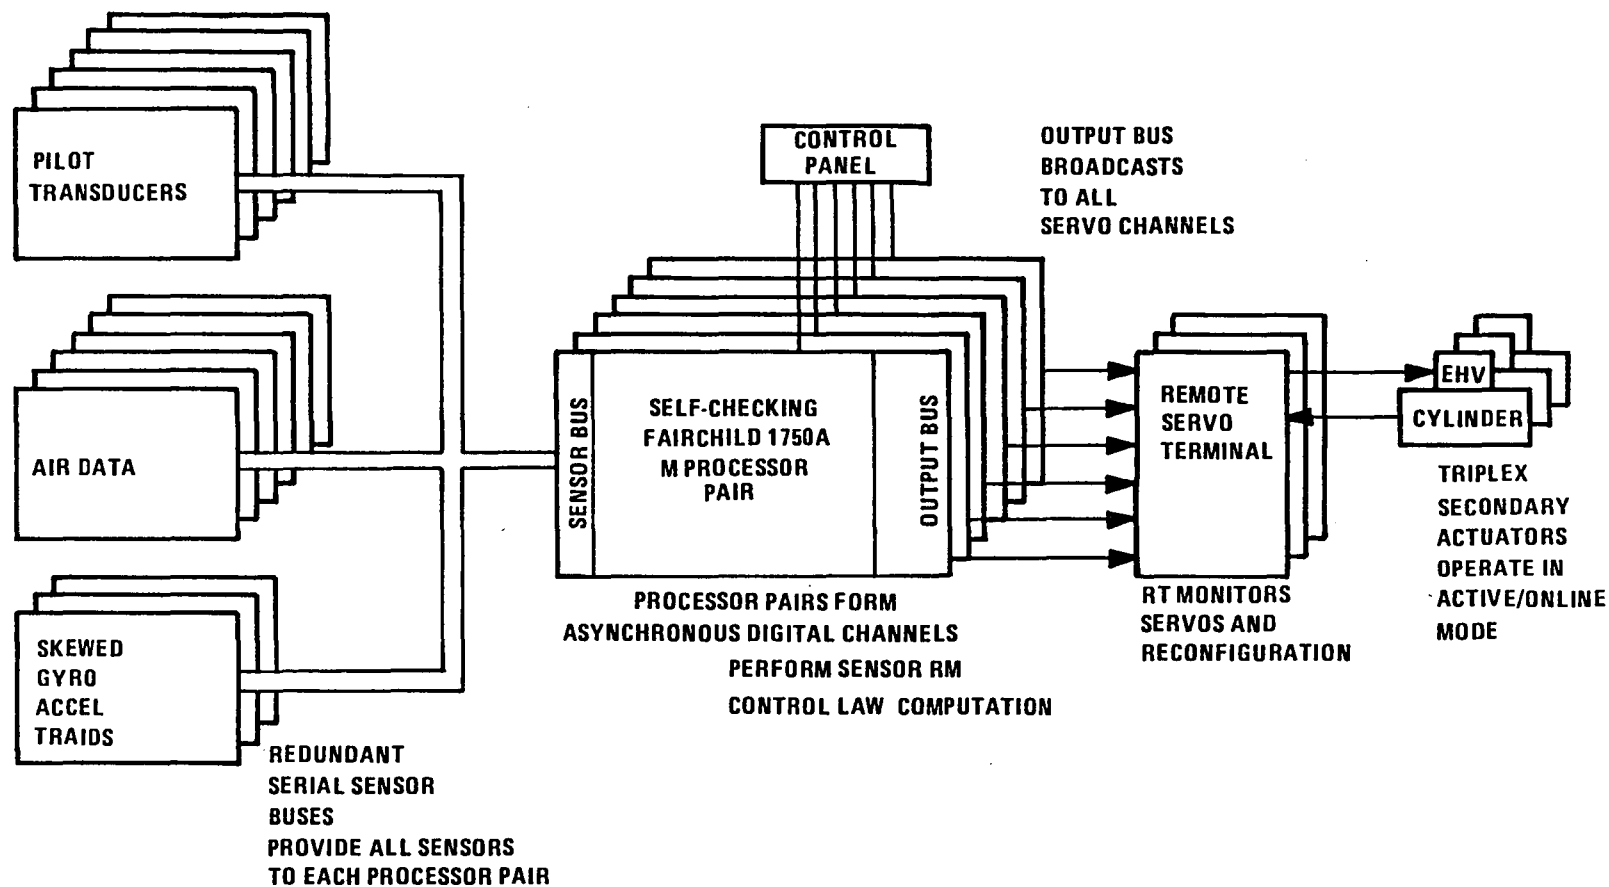 PILOT
TRANSDUCERS
AIR DATA
SKEWED
GYRO
ACCEL
TRAIDS
REDUNDANT
SERIAL SENSOR
BUSES
PROVIDE ALL SENSORS
TO EACH PROCESSOR PAIR
CONTROL
PANEL
SENSOR BUS
SELF-CHECKING
FAIRCHILD 1750A
M PROCESSOR
PAIR
OUTPUT BUS
PROCESSOR PAIRS FORM
ASYNCHRONOUS DIGITAL CHANNELS
PERFORM SENSOR RM
CONTROL LAW COMPUTATION
OUTPUT BUS
BROADCASTS
TO ALL
SERVO CHANNELS
REMOTE
SERVO
TERMINAL
RT MONITORS
SERVOS AND
RECONFIGURATION
EHV
CYLINDER
TRIPLEX
SECONDARY
ACTUATORS
OPERATE IN
ACTIVE/ONLINE
MODE